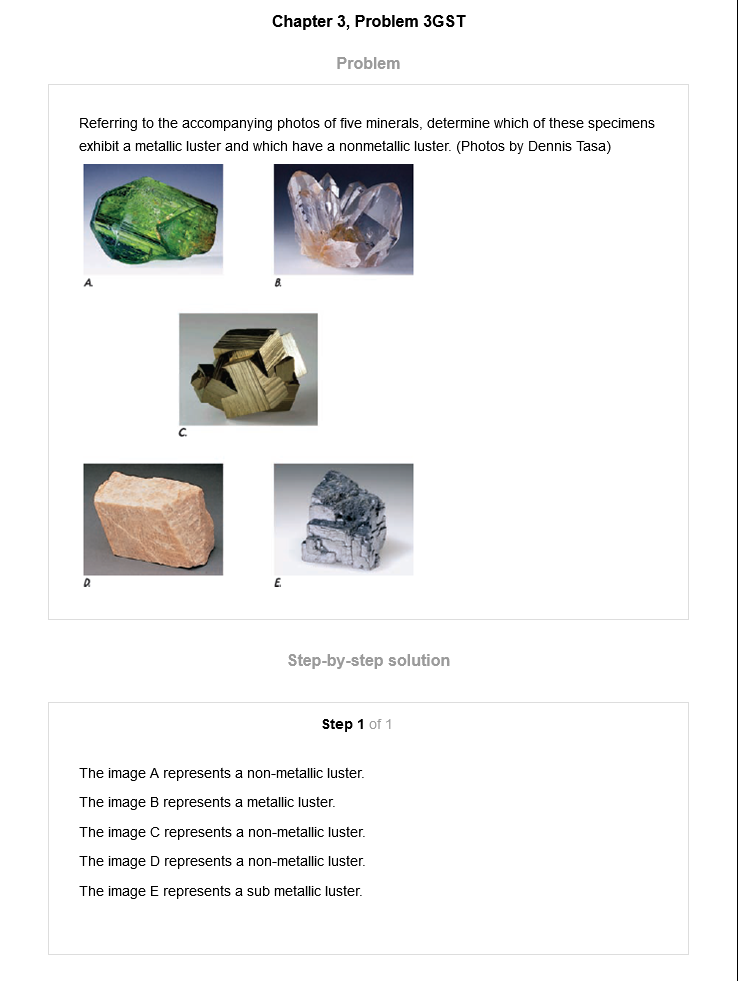 Chapter 3, Problem 3GST
Problem
Referring to the accompanying photos of five minerals, determine which of these specimens
exhibit a metallic luster and which have a nonmetallic luster. (Photos by Dennis Tasa)
A.
B.
C.
D.
E.
Step-by-step solution
Step 1 of 1
The image A represents a non-metallic luster.
The image B represents a metallic luster.
The image C represents a non-metallic luster.
The image D represents a non-metallic luster.
The image E represents a sub metallic luster.